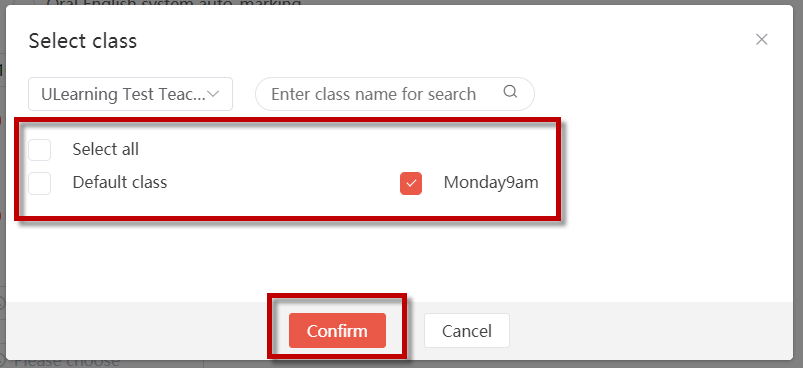 Oral English system auto-marking
Select class
ULearning Test Teac...
Enter class name for search
Select all
Default class
Monday9am
Confirm
Cancel
Please choose